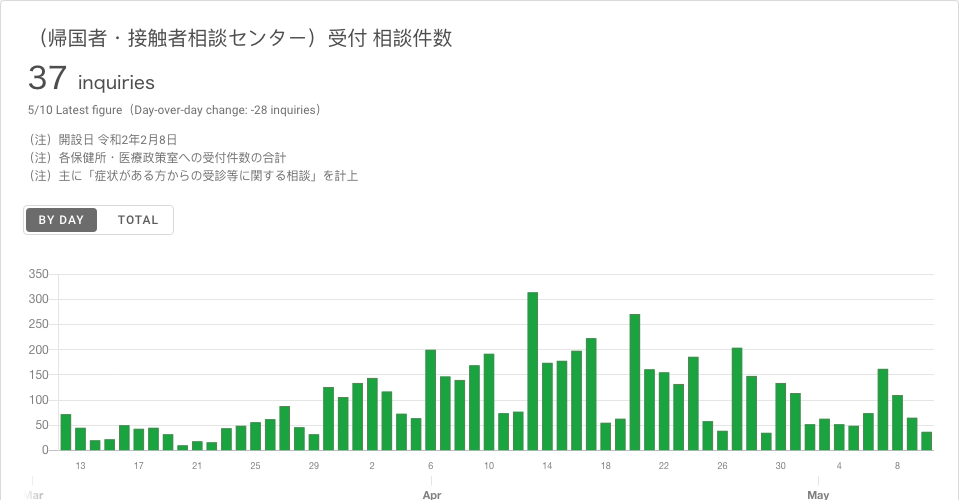 （帰国者・接触者相談センター）受付 相談件数
37 inquiries
5/10 Latest figure（Day-over-day change: -28 inquiries）
（注）開設日 令和2年2月8日
（注）各保健所・医療政策室への受付件数の合計
（注）主に「症状がある方からの受診等に関する相談」を計上
BY DAY TOTAL
350
300
250
200
150
100
50
0
13 17 21 25 29 2 6 10 14 18 22 26 30 4 8
Mar Apr May